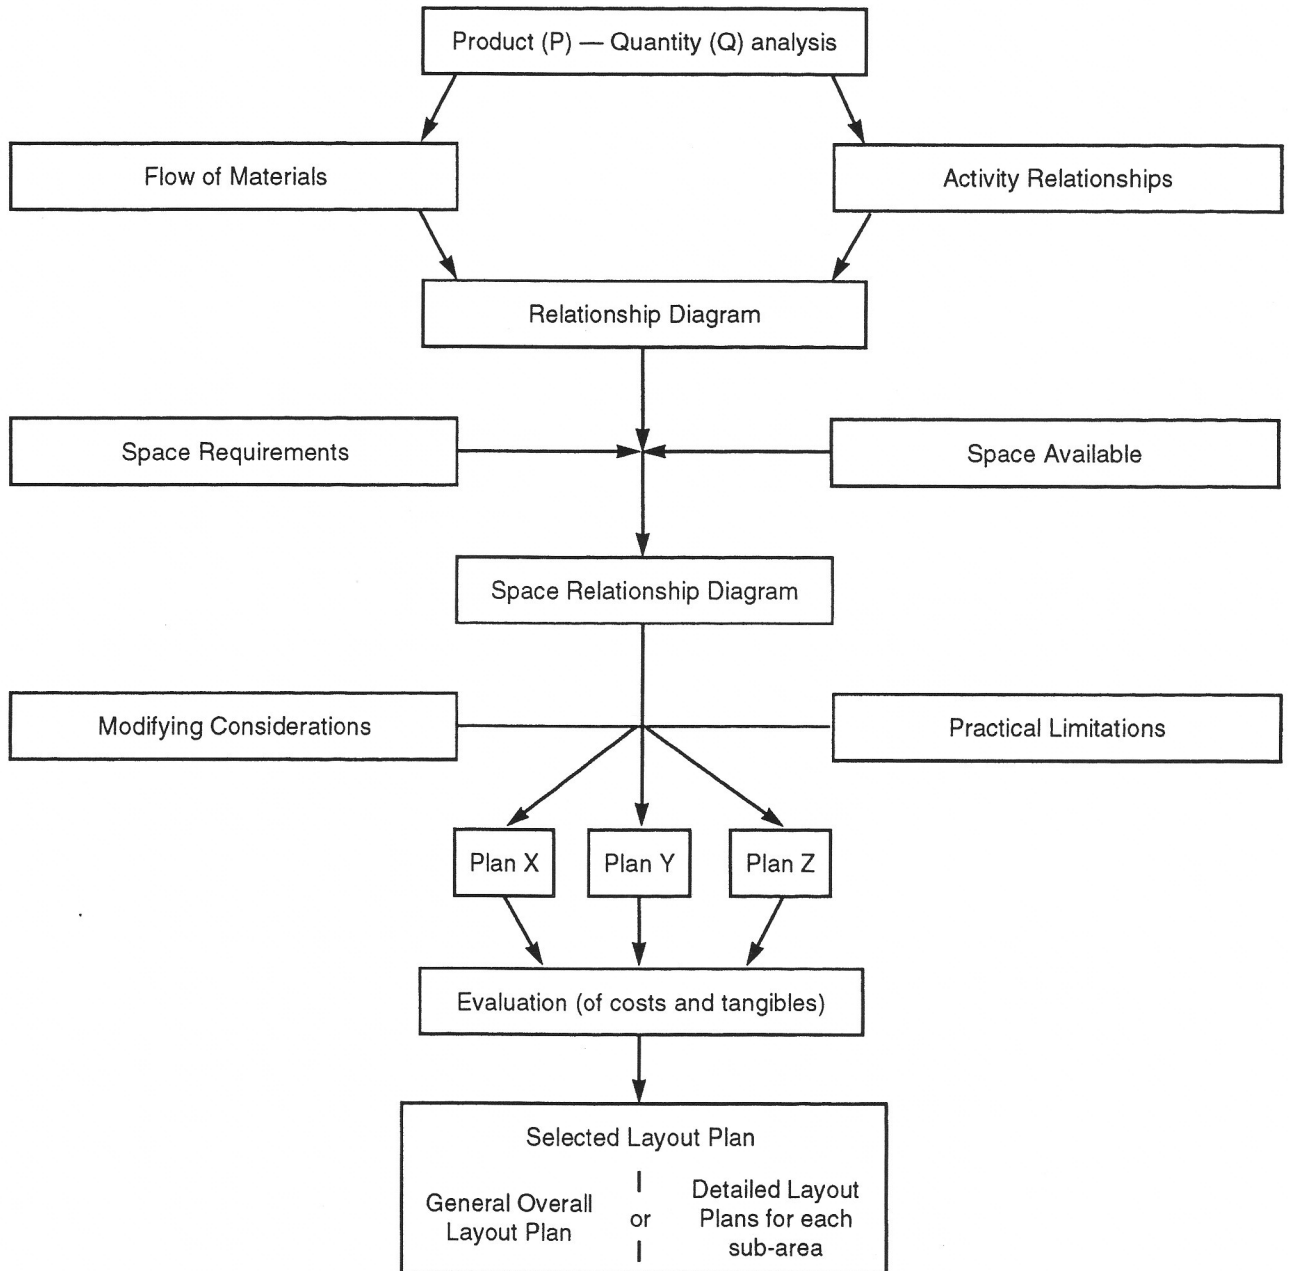 Product (P) — Quantity (Q) analysis
Flow of Materials
Activity Relationships
Relationship Diagram
Space Requirements
Space Available
Space Relationship Diagram
Modifying Considerations
Practical Limitations
Plan X
Plan Y
Plan Z
Evaluation (of costs and tangibles)
Selected Layout Plan
General Overall
Layout Plan
or
Detailed Layout
Plans for each
sub-area